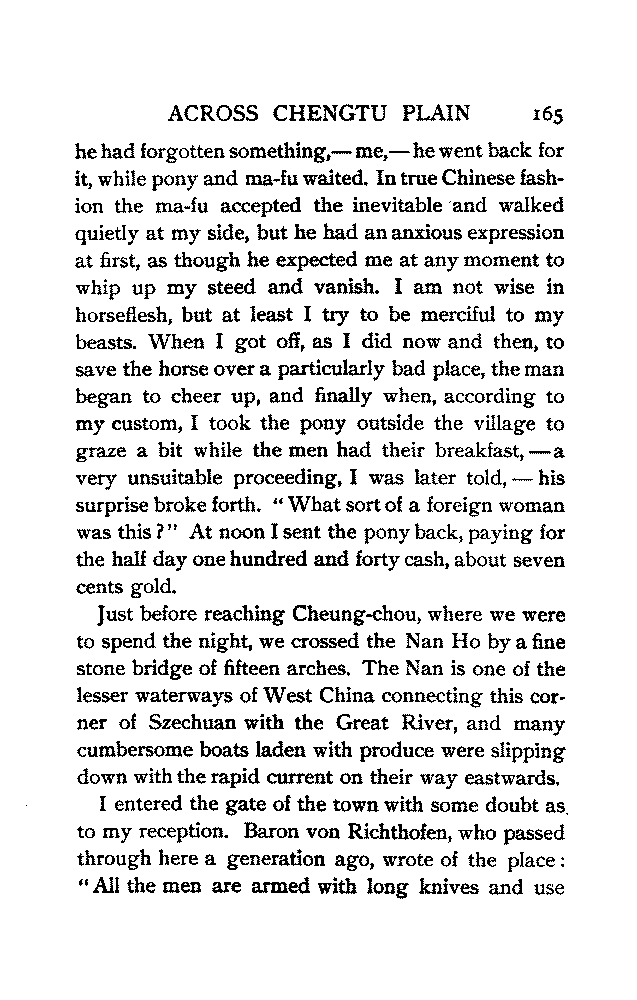 ACROSS CHENGTU PLAIN 165
he had forgotten something,— me,— he went back for
it, while pony and ma-fu waited. In true Chinese fash-
ion the ma-fu accepted the inevitable and walked
quietly at my side, but he had an anxious expression
at first, as though he expected me at any moment to
whip up my steed and vanish. I am not wise in
horseflesh, but at least I try to be merciful to my
beasts. When I got off, as I did now and then, to
save the horse over a particularly bad place, the man
began to cheer up, and finally when, according to
my custom, I took the pony outside the village to
graze a bit while the men had their breakfast, — a
very unsuitable proceeding, I was later told, — his
surprise broke forth. “ What sort of a foreign woman
was this ? ” At noon I sent the pony back, paying for
the half day one hundred and forty cash, about seven
cents gold.
Just before reaching Cheung-chou, where we were
to spend the night, we crossed the Nan Ho by a fine
stone bridge of fifteen arches. The Nan is one of the
lesser waterways of West China connecting this cor-
ner of Szechuan with the Great River, and many
cumbersome boats laden with produce were slipping
down with the rapid current on their way eastwards.
I entered the gate of the town with some doubt as
to my reception. Baron von Richthofen, who passed
through here a generation ago, wrote of the place :
“ All the men are armed with long knives and use